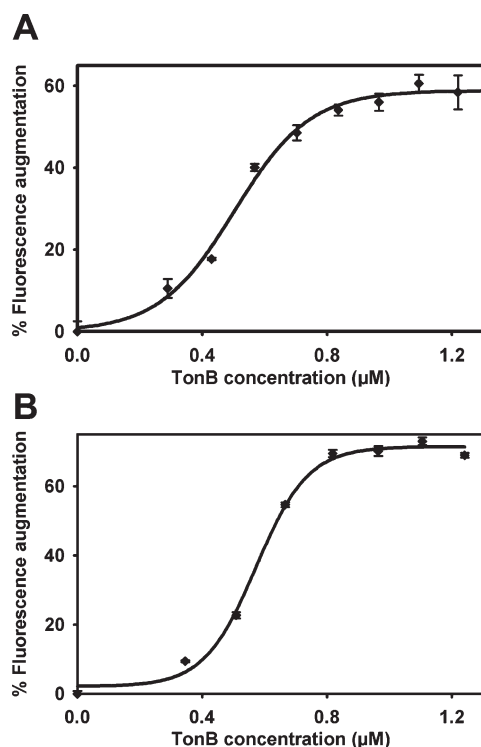 A
% Fluorescence augmentation
60
40
20
0
0.0 0.4 0.8 1.2
TonB concentration (µM)
B
% Fluorescence augmentation
60
40
20
0
0.0 0.4 0.8 1.2
TonB concentration (µM)